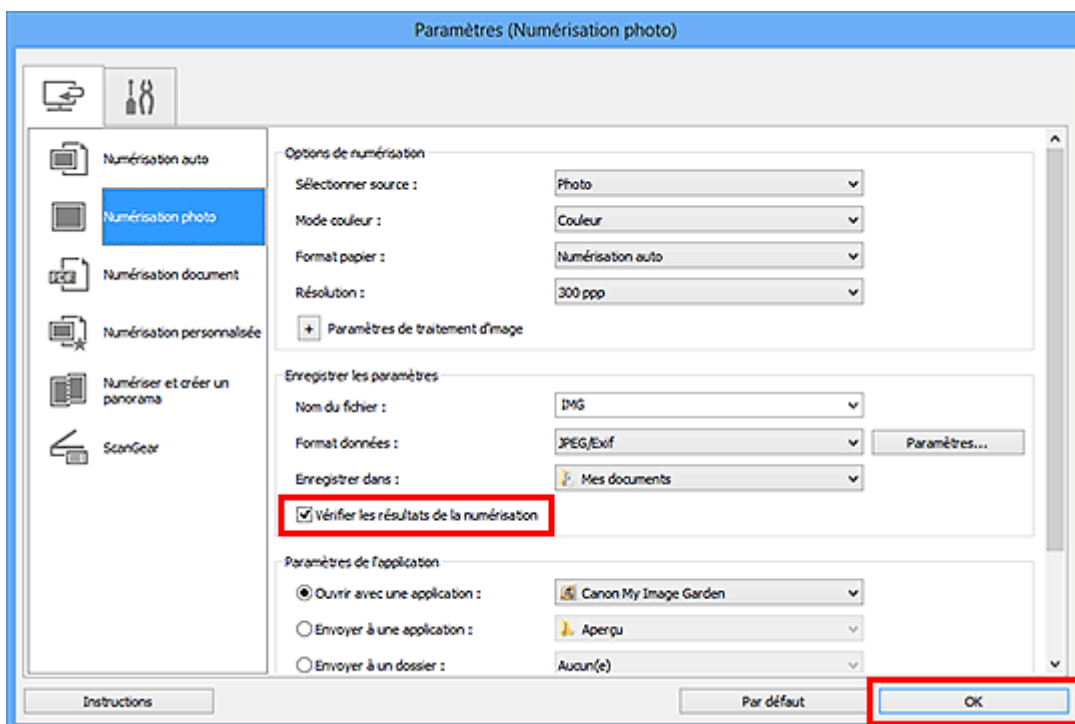 Paramètres (Numérisation photo)
Numérisation auto
Numérisation photo
Numérisation document
Numérisation personnalisée
Numériser et créer un
panorama
ScanGear
Options de numérisation
Sélectionner source : Photo
Mode couleur : Couleur
Format papier : Numérisation auto
Résolution : 300 ppp
+ Paramètres de traitement d'image
Enregistrer les paramètres
Nom du fichier : IMG
Format données : JPEG/Exif Paramètres...
Enregistrer dans : Mes documents
Vérifier les résultats de la numérisation
Paramètres de l'application
Ouvrir avec une application : Canon My Image Garden
Envoyer à une application : Aperçu
Envoyer à un dossier : Aucun(e)
Instructions Par défaut OK